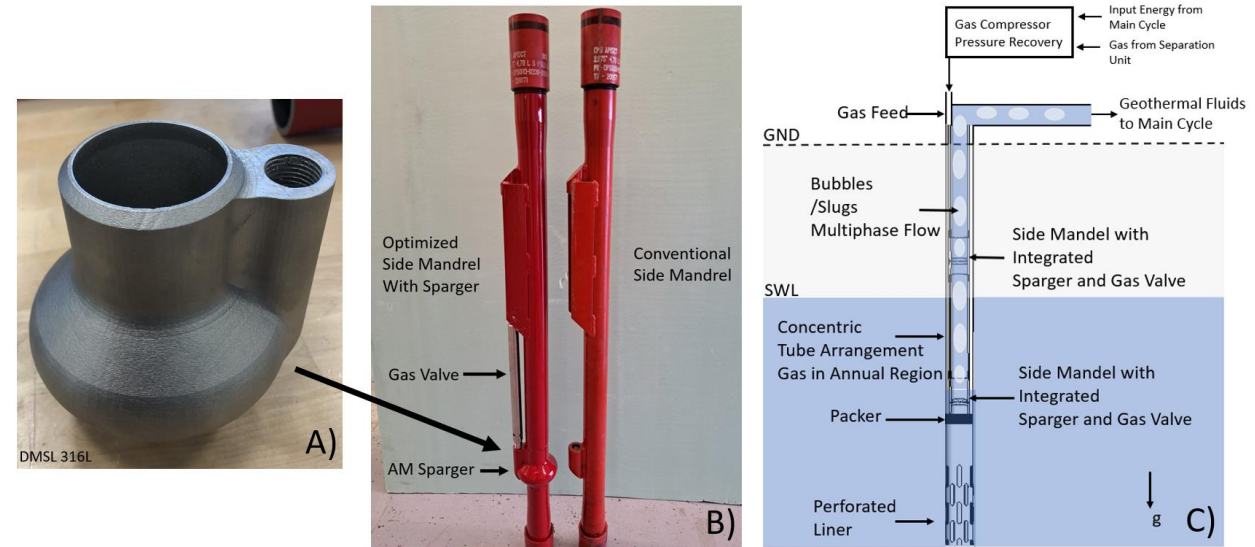 DMSL 316L
A)
Optimized
Side Mandrel
With Sparger
Conventional
Side Mandrel
Gas Valve
AM Sparger
B)
Gas Compressor
Pressure Recovery
Input Energy from
Main Cycle
Gas from Separation
Unit
Gas Feed
Geothermal Fluids
to Main Cycle
GND
Bubbles
/Slugs
Multiphase Flow
Side Mandel with
Integrated
Sparger and Gas Valve
SWL
Concentric
Tube Arrangement
Gas in Annual Region
Side Mandel with
Integrated
Sparger and Gas Valve
Packer
Perforated
Liner
g
C)